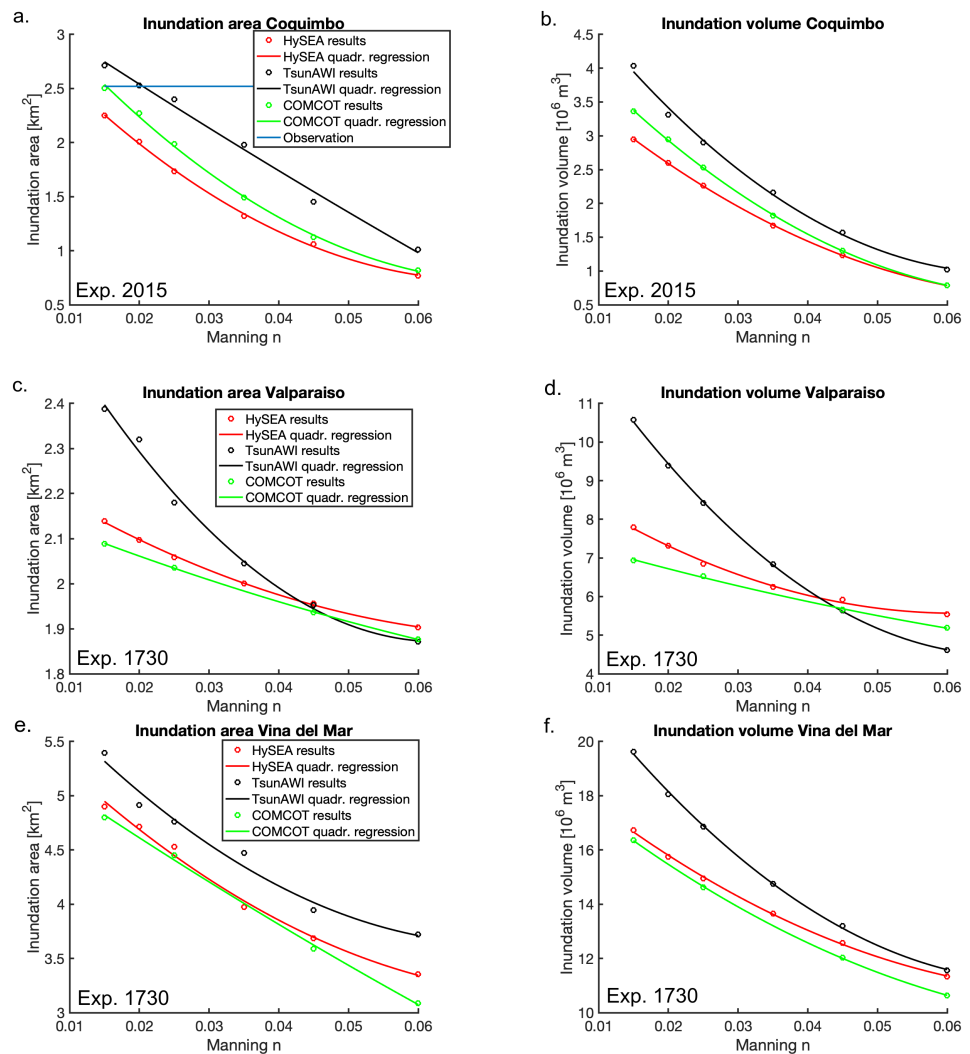 a.
Inundation area Coquimbo
3
2.5
2
1.5
1
0.5
Inundation area [km2]
HySEA results
HySEA quadr. regression
TsunAWI results
TsunAWI quadr. regression
COMCOT results
COMCOT quadr. regression
Observation
Exp. 2015
0.01 0.02 0.03 0.04 0.05 0.06
Manning n
b.
Inundation volume Coquimbo
4.5
4
3.5
3
2.5
2
1.5
1
0.5
Inundation volume [10^6 m3]
Exp. 2015
0.01 0.02 0.03 0.04 0.05 0.06
Manning n
c.
Inundation area Valparaiso
2.4
2.3
2.2
2.1
2
1.9
1.8
Inundation area [km2]
HySEA results
HySEA quadr. regression
TsunAWI results
TsunAWI quadr. regression
COMCOT results
COMCOT quadr. regression
Exp. 1730
0.01 0.02 0.03 0.04 0.05 0.06
Manning n
d.
Inundation volume Valparaiso
11
10
9
8
7
6
5
4
Inundation volume [10^6 m3]
Exp. 1730
0.01 0.02 0.03 0.04 0.05 0.06
Manning n
e.
Inundation area Vina del Mar
5.5
5
4.5
4
3.5
3
Inundation area [km2]
HySEA results
HySEA quadr. regression
TsunAWI results
TsunAWI quadr. regression
COMCOT results
COMCOT quadr. regression
Exp. 1730
0.01 0.02 0.03 0.04 0.05 0.06
Manning n
f.
Inundation volume Vina del Mar
20
18
16
14
12
10
Inundation volume [10^6 m3]
Exp. 1730
0.01 0.02 0.03 0.04 0.05 0.06
Manning n